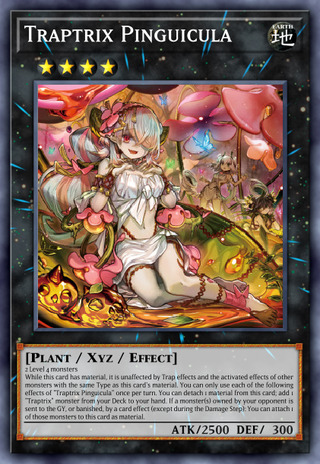 TRAPTRIX PINGUICULA
EARTH
地
[PLANT / XYZ / EFFECT]
2 Level 4 monsters
While this card has material, it is unaffected by Trap effects and the activated effects of other
monsters with the same Type as this card's material. You can only use each of the following
effects of "Traptrix Pinguicula" once per turn. You can detach 1 material from this card; add 1
"Traptrix" monster from your Deck to your hand. If a monster(s) owned by your opponent is
sent to the GY, or banished, by a card effect (except during the Damage Step): You can attach 1
of those monsters to this card as material.
ATK/2500 DEF/ 300